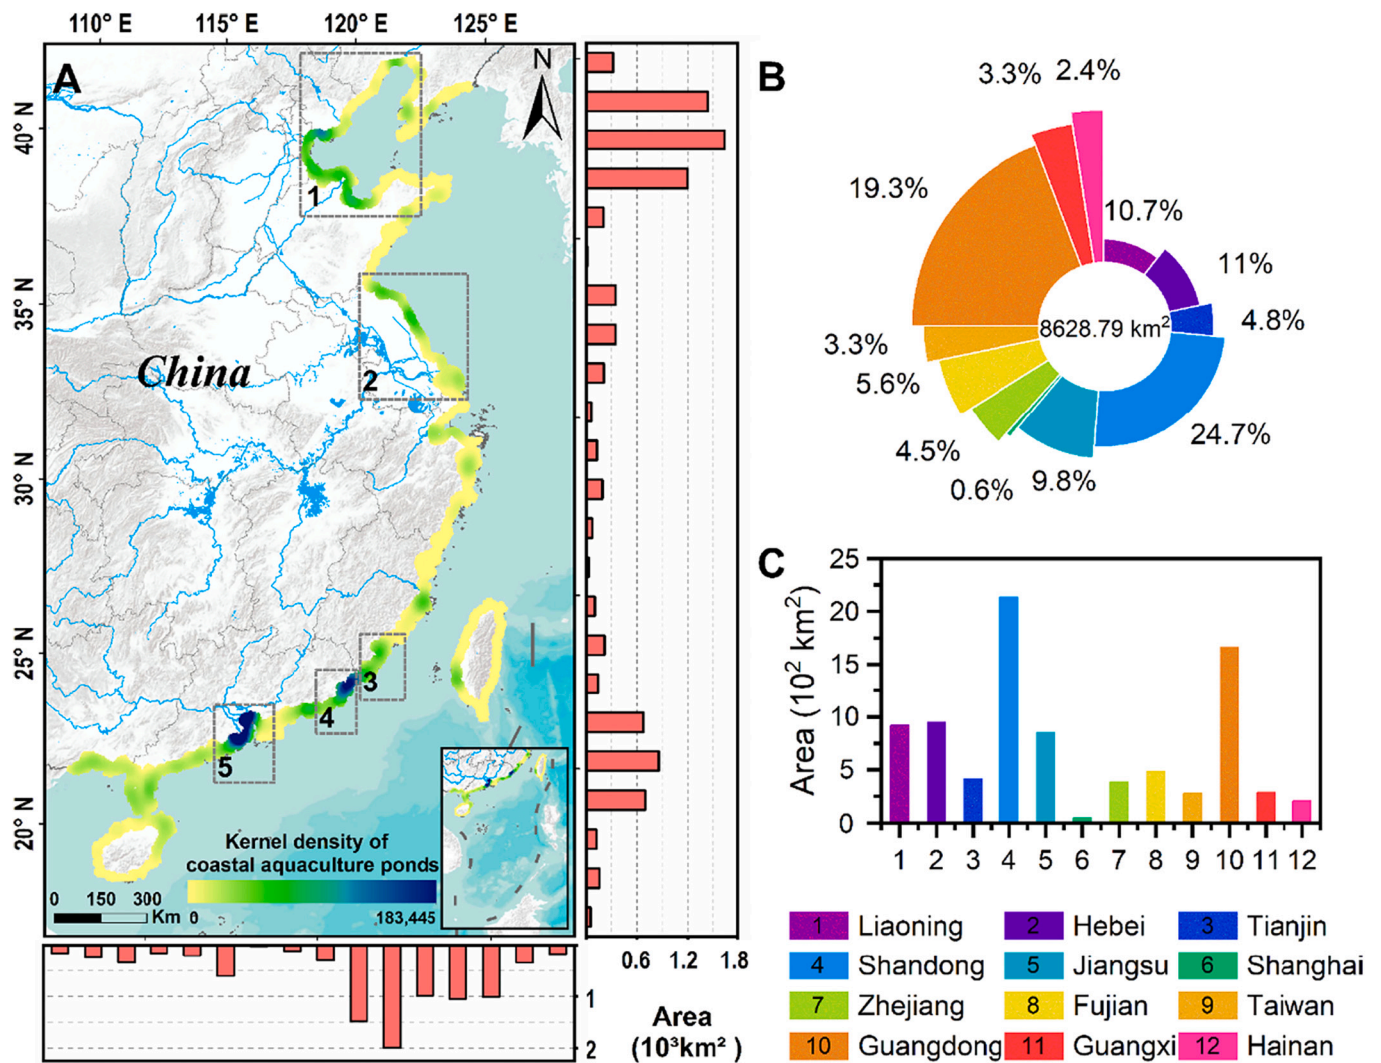 110° E 115° E 120° E 125° E
A
N
40° N
35° N
30° N
25° N
20° N
China
1
2
3
4
5
Kernel density of
coastal aquaculture ponds
0 150 300
Km
0 183,445
0.6 1.2 1.8
1
2
Area
(10³km²)
B
3.3% 2.4%
19.3%
10.7%
11%
4.8%
8628.79 km²
3.3%
5.6%
24.7%
4.5%
0.6% 9.8%
C
Area (10² km²)
25
20
15
10
5
0
1 2 3 4 5 6 7 8 9 10 11 12
1 Liaoning 2 Hebei 3 Tianjin
4 Shandong 5 Jiangsu 6 Shanghai
7 Zhejiang 8 Fujian 9 Taiwan
10 Guangdong 11 Guangxi 12 Hainan